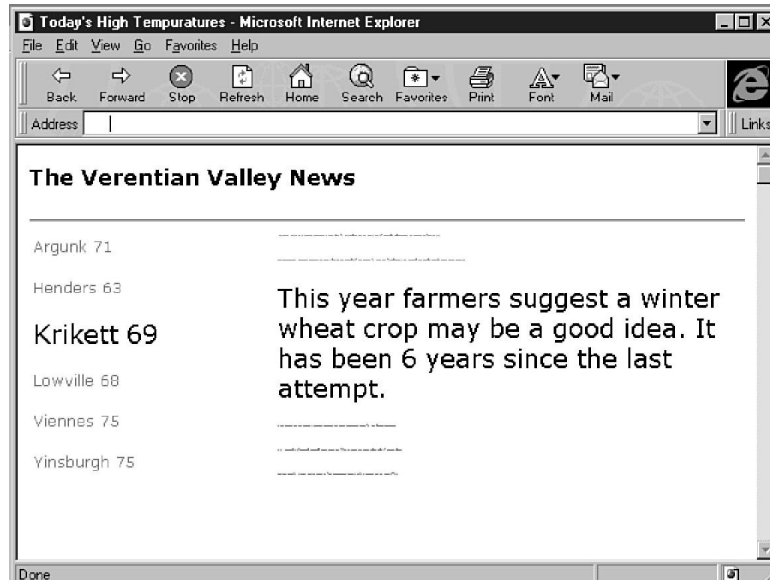 Today's High Tempuratures - Microsoft Internet Explorer
File Edit View Go Favorites Help
Back Forward Stop Refresh Home Search Favorites Print Font Mail
Address Links
The Verentian Valley News
Argunk 71
Henders 63
Krikett 69
Lowville 68
Viennes 75
Yinsburgh 75
This year farmers suggest a winter
wheat crop may be a good idea. It
has been 6 years since the last
attempt.
Done